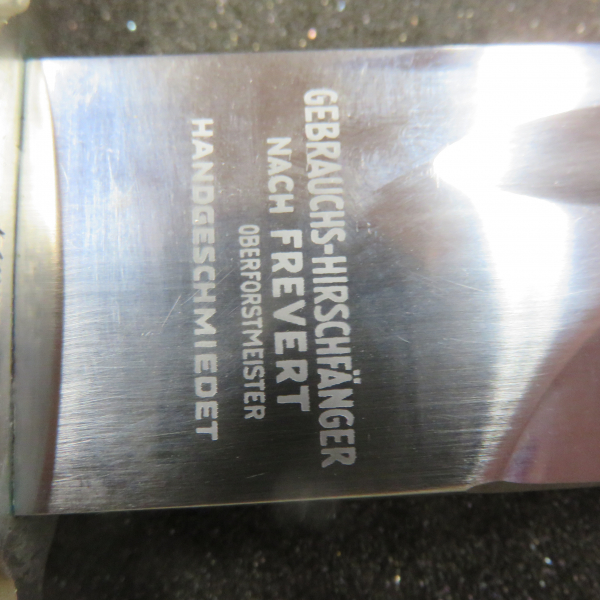 GEBRAUCHS-HIRSCHFÄNGER
NACH FREVERT
OBERFORSTMEISTER
HANDGESCHMIEDET